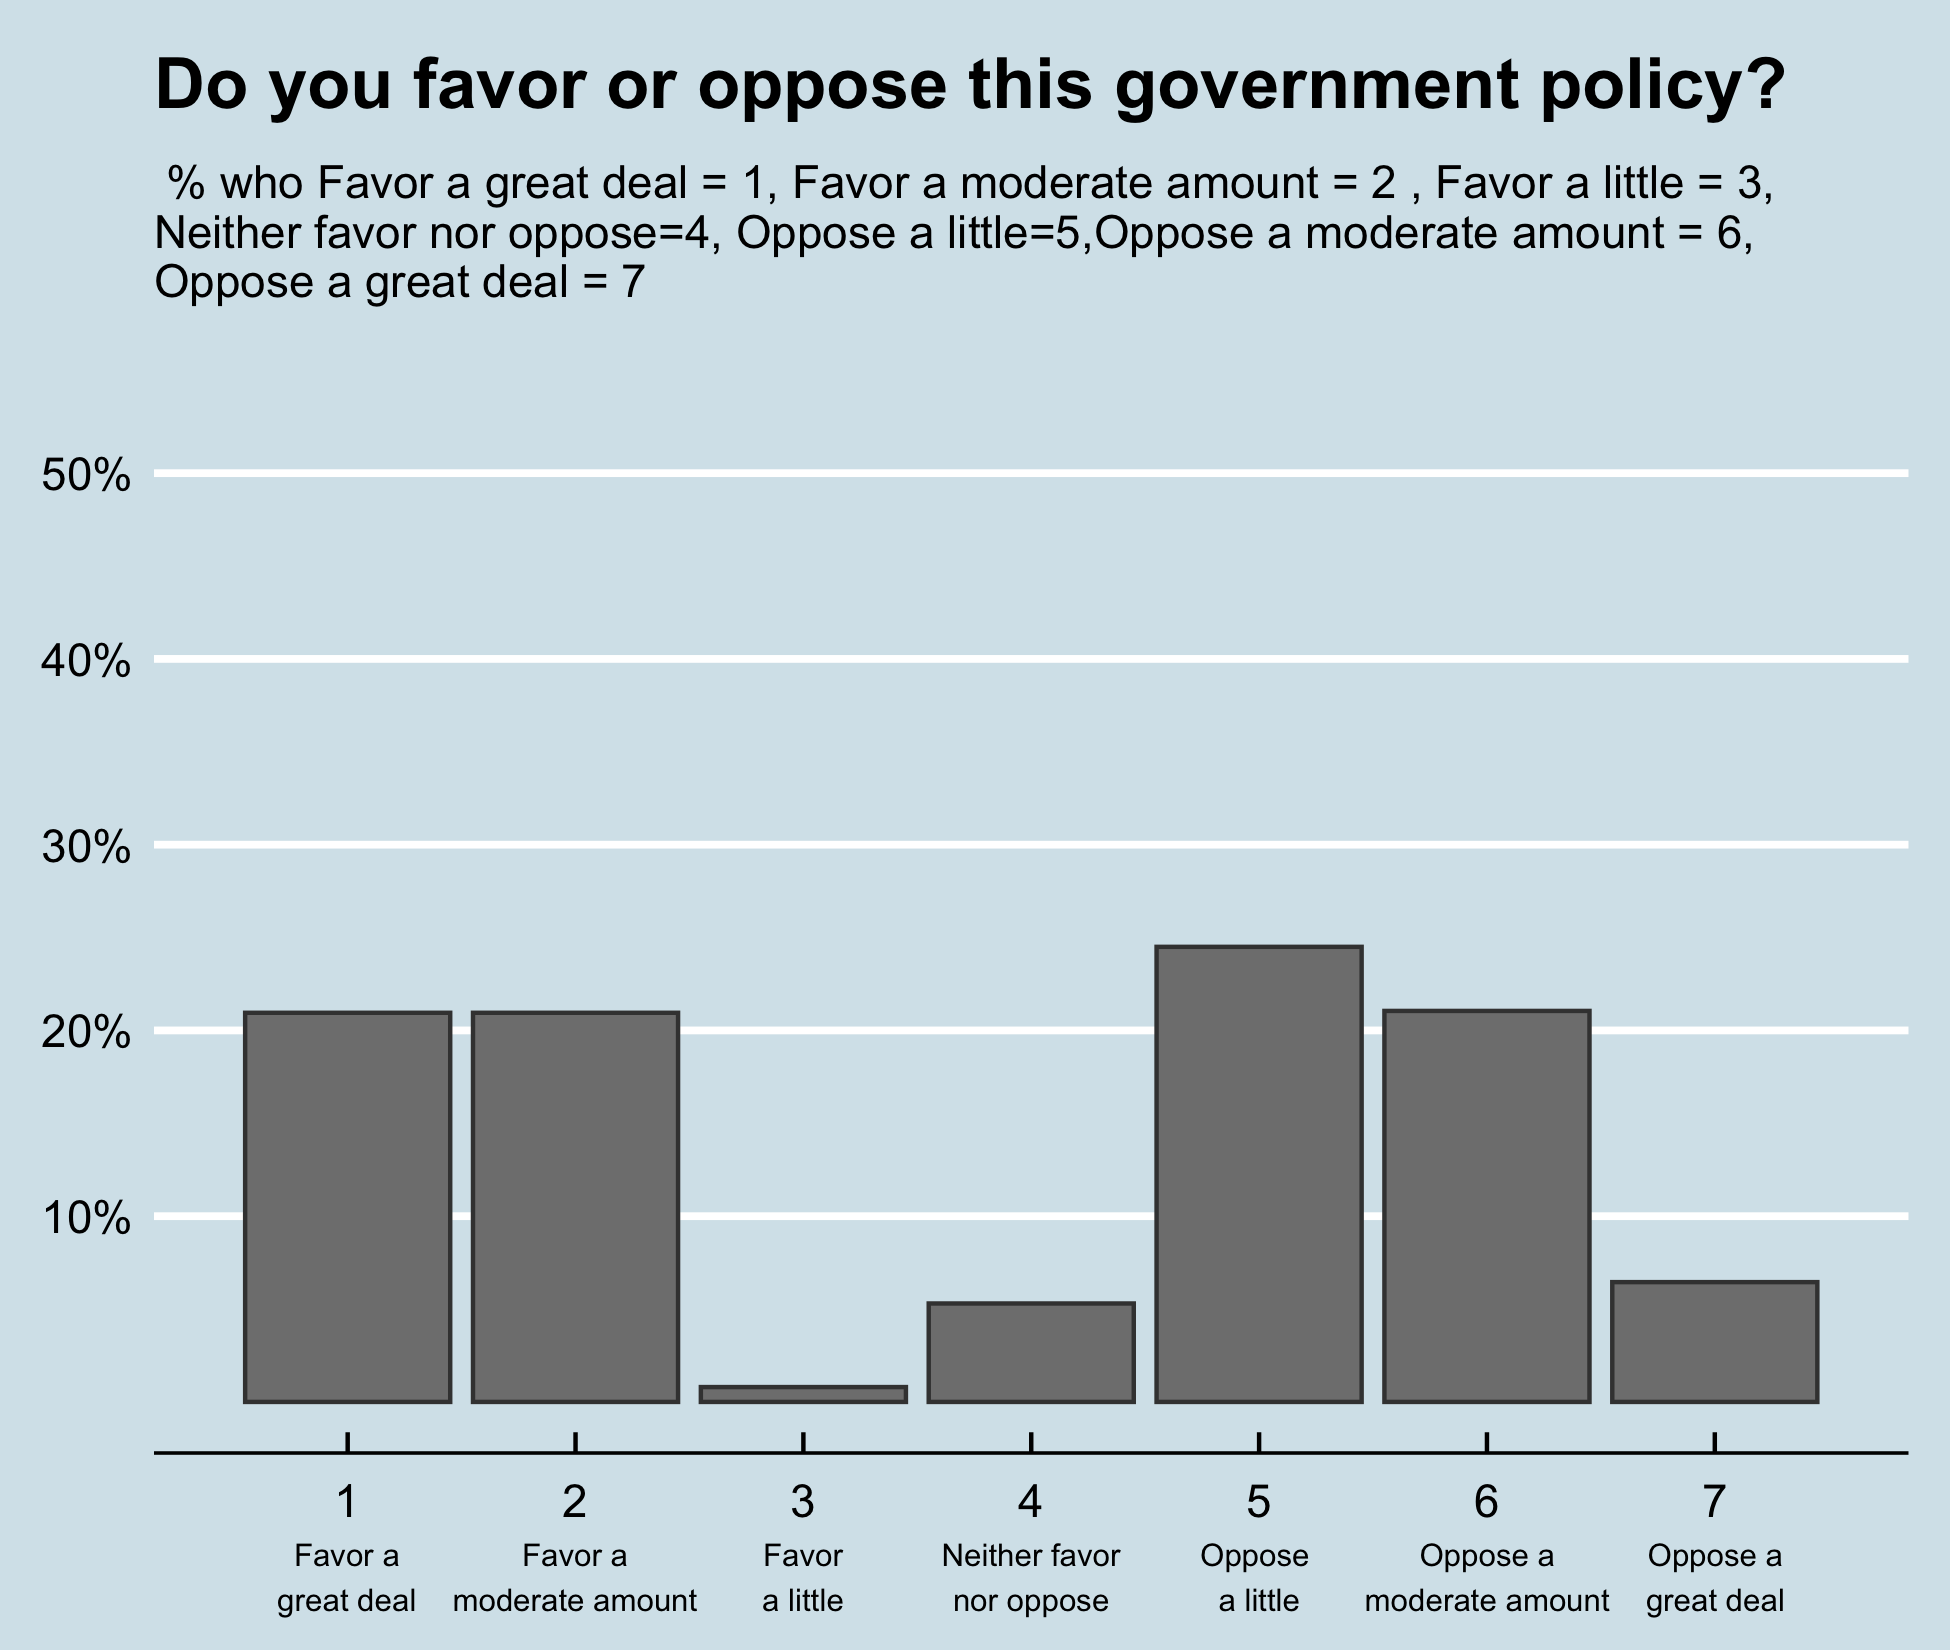 Do you favor or oppose this government policy?
% who Favor a great deal = 1, Favor a moderate amount = 2 , Favor a little = 3,
Neither favor nor oppose=4, Oppose a little=5,Oppose a moderate amount = 6,
Oppose a great deal = 7
50%
40%
30%
20%
10%
1 2 3 4 5 6 7
Favor a Favor a Favor Neither favor Oppose Oppose a Oppose a
great deal moderate amount a little nor oppose a little moderate amount great deal